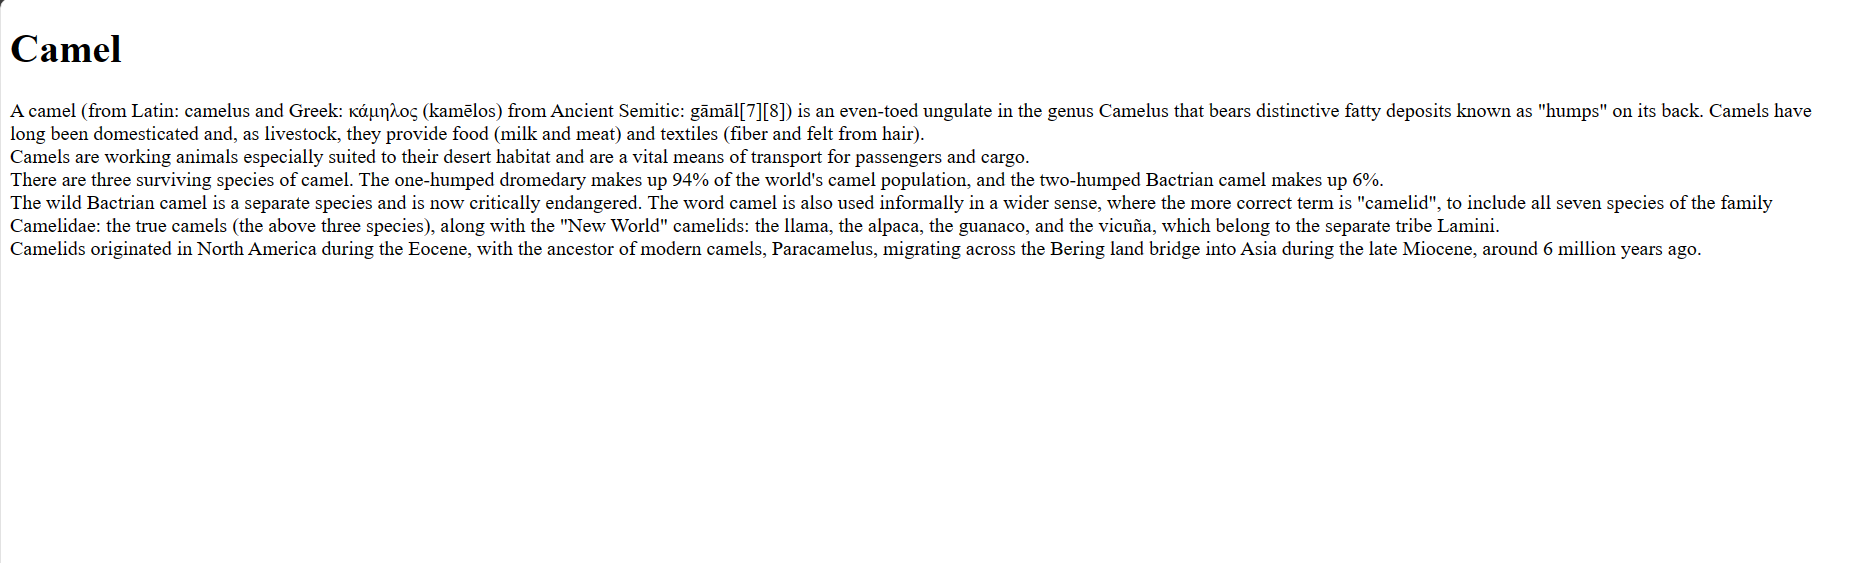 Camel
A camel (from Latin: camelus and Greek: κάμηλος (kamēlos) from Ancient Semitic: gāmāl[7][8]) is an even-toed ungulate in the genus Camelus that bears distinctive fatty deposits known as "humps" on its back. Camels have
long been domesticated and, as livestock, they provide food (milk and meat) and textiles (fiber and felt from hair).
Camels are working animals especially suited to their desert habitat and are a vital means of transport for passengers and cargo.
There are three surviving species of camel. The one-humped dromedary makes up 94% of the world's camel population, and the two-humped Bactrian camel makes up 6%.
The wild Bactrian camel is a separate species and is now critically endangered. The word camel is also used informally in a wider sense, where the more correct term is "camelid", to include all seven species of the family
Camelidae: the true camels (the above three species), along with the "New World" camelids: the llama, the alpaca, the guanaco, and the vicuña, which belong to the separate tribe Lamini.
Camelids originated in North America during the Eocene, with the ancestor of modern camels, Paracamelus, migrating across the Bering land bridge into Asia during the late Miocene, around 6 million years ago.